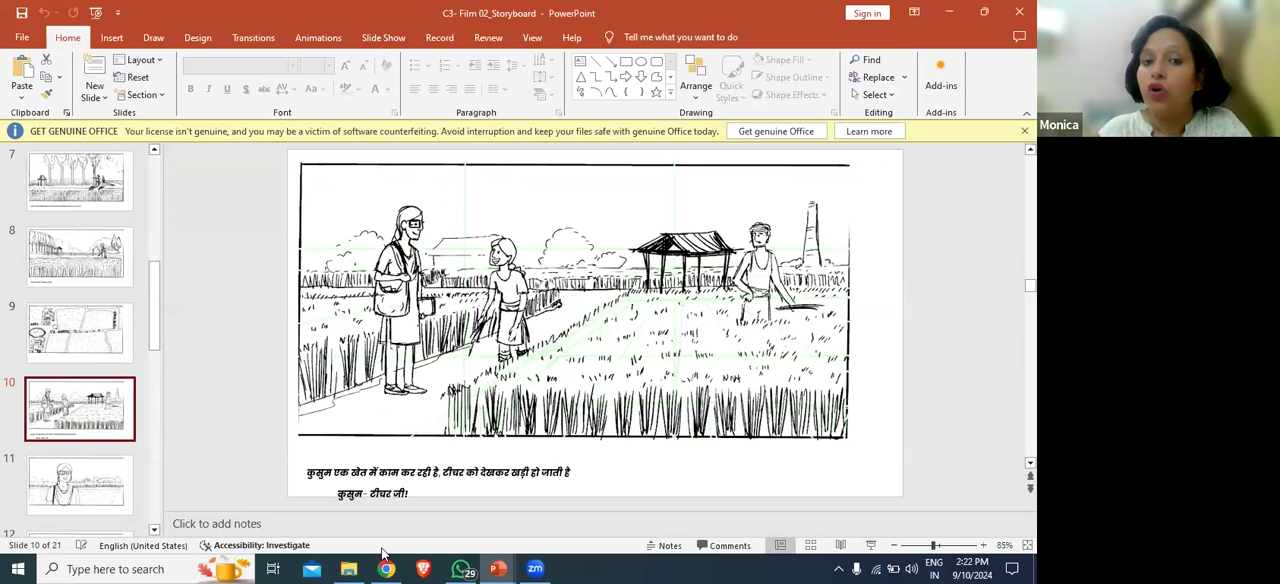 C3- Film 02_Storyboard - PowerPoint
Sign in
File Home Insert Draw Design Transitions Animations Slide Show Record Review View Help Tell me what you want to do
Paste
Clipboard
New Slide
Layout
Reset
Section
Slides
B I U S abc AV Aa A
Font
Paragraph
Arrange
Quick Styles
Shape Fill
Shape Outline
Shape Effects
Drawing
Find
Replace
Select
Editing
Add-ins
Add-ins
GET GENUINE OFFICE Your license isn't genuine, and you may be a victim of software counterfeiting. Avoid interruption and keep your files safe with genuine Office today. Get genuine Office Learn more
Monica
7
8
9
10
11
12
कुसुम एक खेत में काम कर रही है, टीचर को देखकर खड़ी हो जाती है
कुसुम- टीचर जी!
Click to add notes
Slide 10 of 21 English (United States) Accessibility: Investigate Notes Comments 85%
Type here to search
29
zm
ENG
IN
2:22 PM
9/10/2024